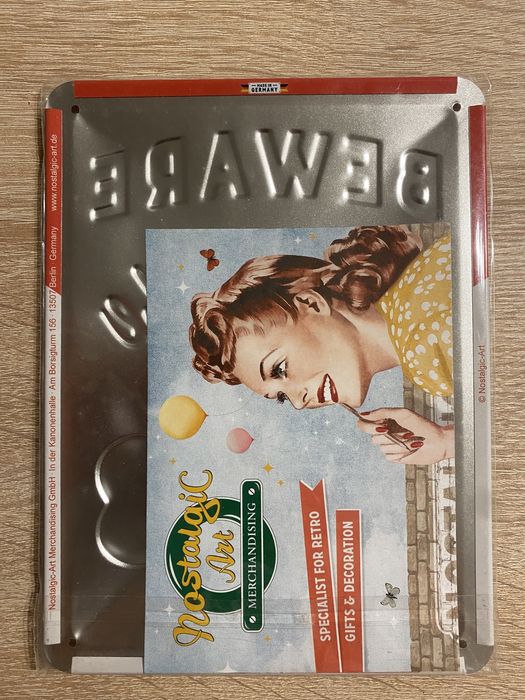 MADE IN
GERMANY
BEWARE
Nostalgic-Art Merchandising GmbH In der Kanonenhalle Am Borsigturm 156 13507 Berlin Germany www.nostalgic-art.de
© Nostalgic-Art
Nostalgic
Art
MERCHANDISING
SPECIALIST FOR RETRO
GIFTS & DECORATION